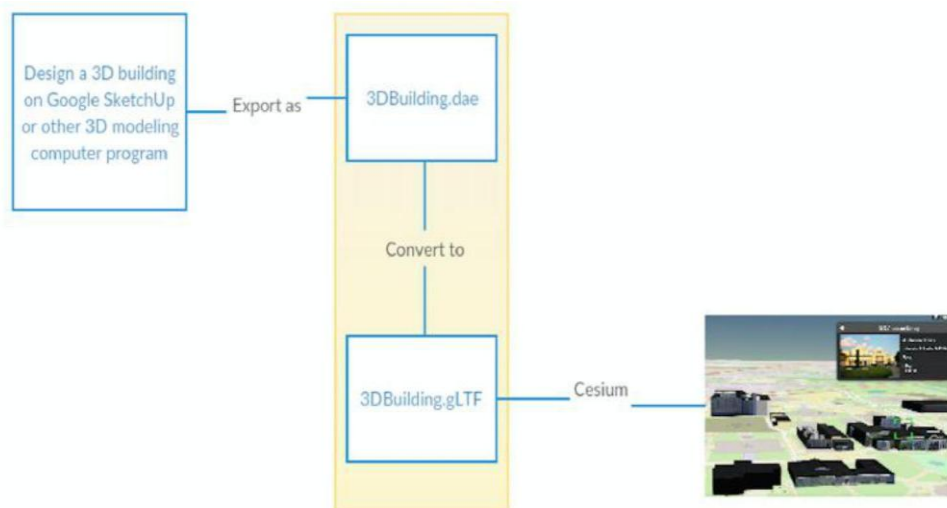 Design a 3D building
on Google SketchUp
or other 3D modeling
computer program
Export as
3DBuilding.dae
Convert to
3DBuilding.gLTF
Cesium